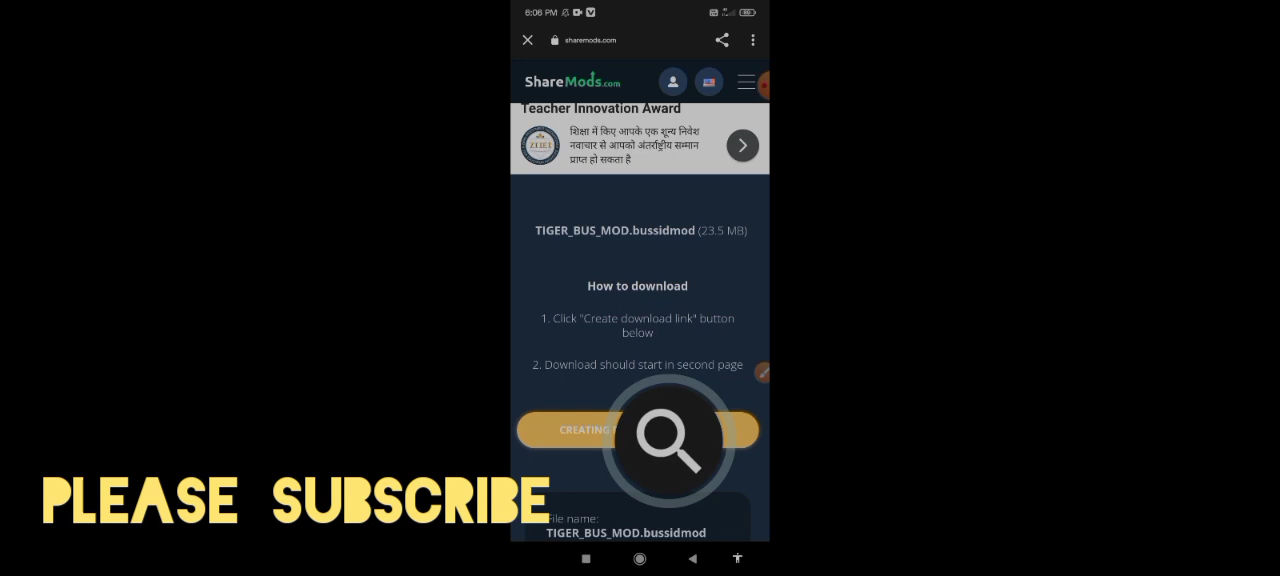 6:06 PM
sharemods.com
ShareMods.com
Teacher Innovation Award
शिक्षा में किए आपके एक शून्य निवेश
नवाचार से आपको अंतर्राष्ट्रीय सम्मान
प्राप्त हो सकता है
ZIIEI
TIGER_BUS_MOD.bussidmod (23.5 MB)
How to download
1. Click "Create download link" button
below
2. Download should start in second page
CREATING
PLEASE SUBSCRIBE
File name:
TIGER_BUS_MOD.bussidmod